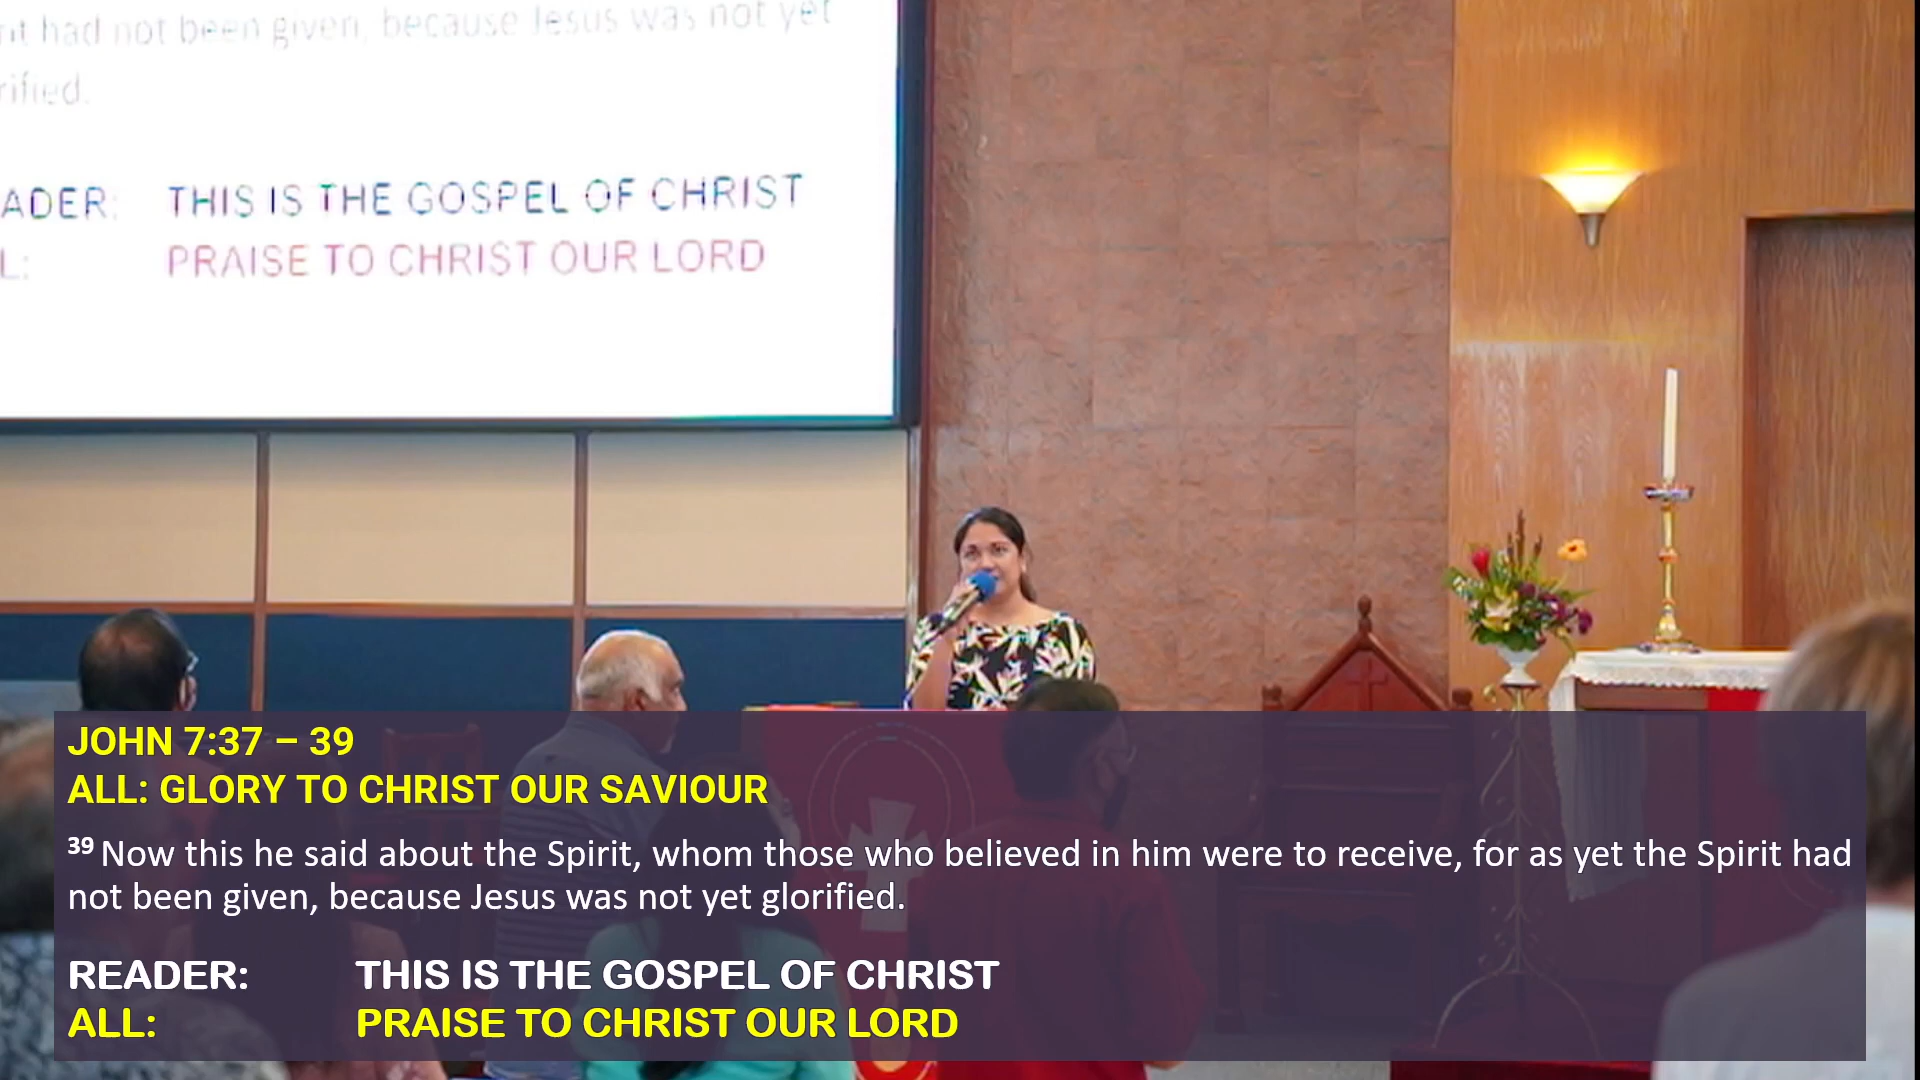 rit had not been given, because Jesus was not yet
rified.
ADER: THIS IS THE GOSPEL OF CHRIST
L: PRAISE TO CHRIST OUR LORD
JOHN 7:37 – 39
ALL: GLORY TO CHRIST OUR SAVIOUR
39 Now this he said about the Spirit, whom those who believed in him were to receive, for as yet the Spirit had
not been given, because Jesus was not yet glorified.
READER: THIS IS THE GOSPEL OF CHRIST
ALL: PRAISE TO CHRIST OUR LORD